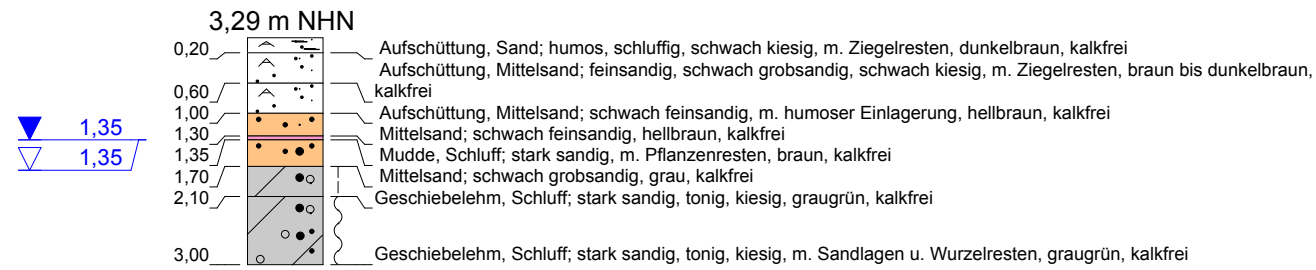 3,29 m NHN
0,20 Aufschüttung, Sand; humos, schluffig, schwach kiesig, m. Ziegelresten, dunkelbraun, kalkfrei
Aufschüttung, Mittelsand; feinsandig, schwach grobsandig, schwach kiesig, m. Ziegelresten, braun bis dunkelbraun,
0,60 kalkfrei
1,00 Aufschüttung, Mittelsand; schwach feinsandig, m. humoser Einlagerung, hellbraun, kalkfrei
1,35 1,30 Mittelsand; schwach feinsandig, hellbraun, kalkfrei
1,35 1,35 Mudde, Schluff; stark sandig, m. Pflanzenresten, braun, kalkfrei
1,70 Mittelsand; schwach grobsandig, grau, kalkfrei
2,10 Geschiebelehm, Schluff; stark sandig, tonig, kiesig, graugrün, kalkfrei
3,00 Geschiebelehm, Schluff; stark sandig, tonig, kiesig, m. Sandlagen u. Wurzelresten, graugrün, kalkfrei